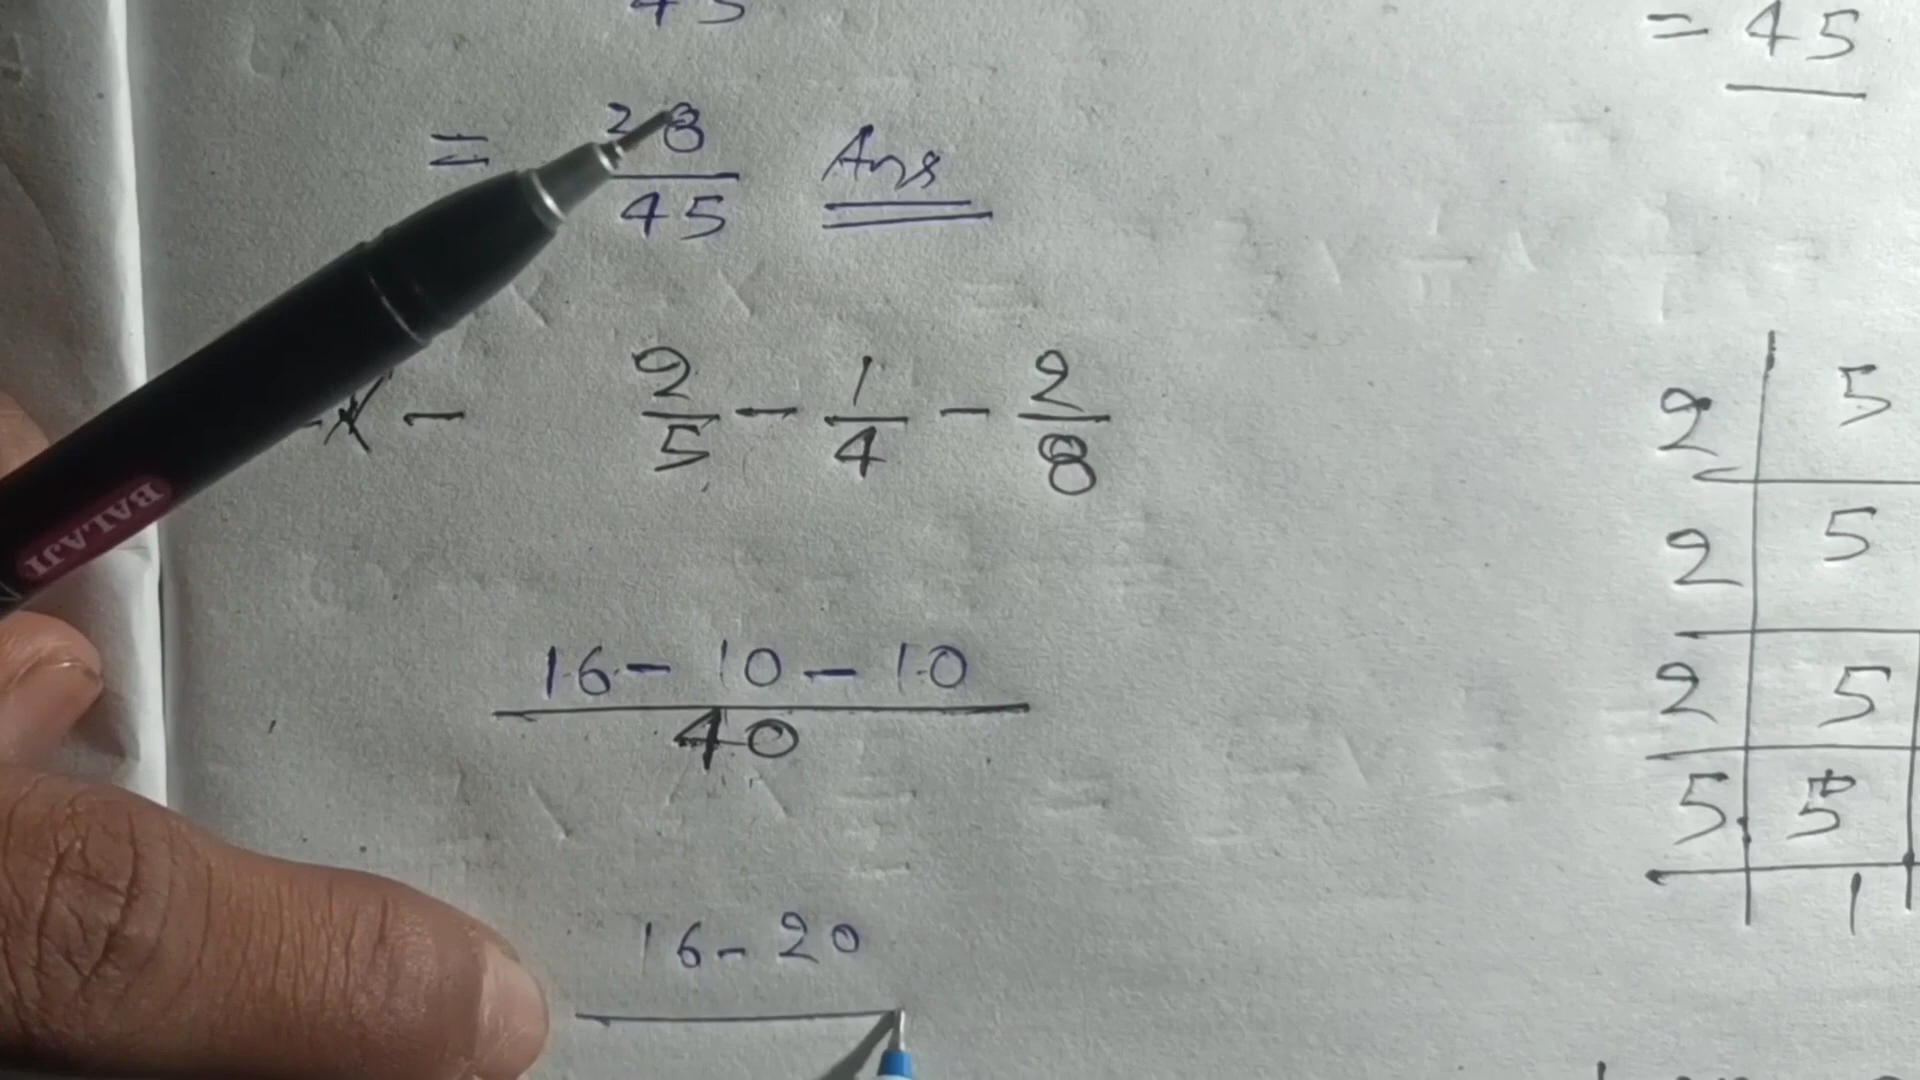 45
= 45
= 28/45 Ans
2/5 - 1/4 - 2/8
16 - 10 - 10
40
16 - 20
2 | 5
2 | 5
2 | 5
5 | 5
1
BALAJI